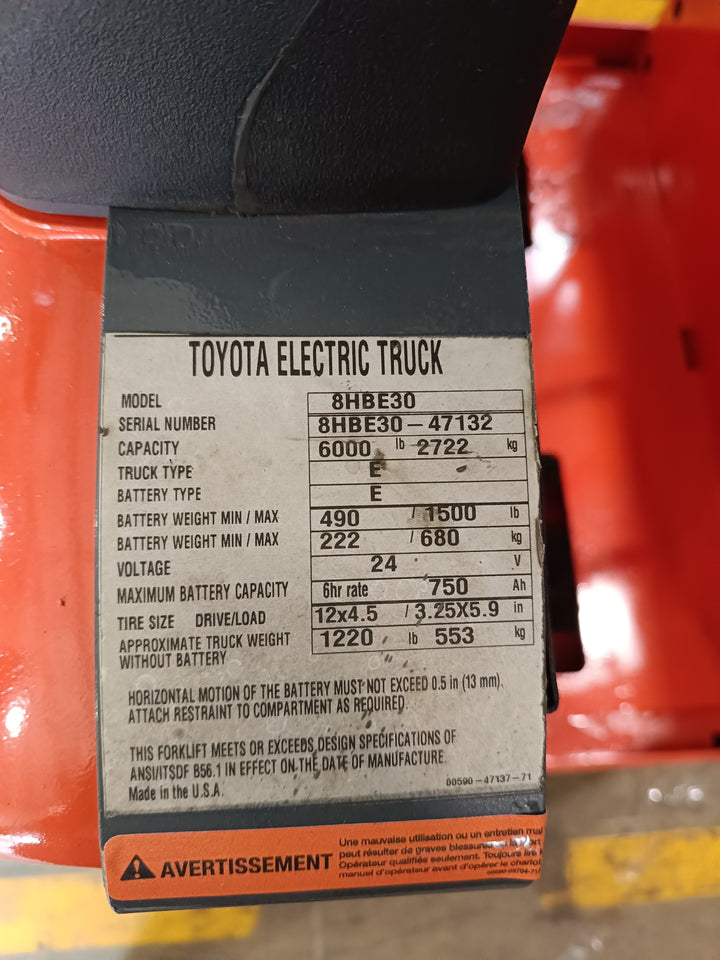 TOYOTA ELECTRIC TRUCK
MODEL 8HBE30
SERIAL NUMBER 8HBE30-47132
CAPACITY 6000 lb 2722 kg
TRUCK TYPE E
BATTERY TYPE E
BATTERY WEIGHT MIN / MAX 490 / 1500 lb
BATTERY WEIGHT MIN / MAX 222 / 680 kg
VOLTAGE 24 V
MAXIMUM BATTERY CAPACITY 6hr rate 750 Ah
TIRE SIZE DRIVE/LOAD 12x4.5 / 3.25X5.9 in
APPROXIMATE TRUCK WEIGHT 1220 lb 553 kg
WITHOUT BATTERY
HORIZONTAL MOTION OF THE BATTERY MUST NOT EXCEED 0.5 in (13 mm).
ATTACH RESTRAINT TO COMPARTMENT AS REQUIRED.
THIS FORKLIFT MEETS OR EXCEEDS DESIGN SPECIFICATIONS OF
ANSI/ITSDF B56.1 IN EFFECT ON THE DATE OF MANUFACTURE.
Made in the U.S.A. 00590-47137-71
AVERTISSEMENT
Une mauvaise utilisation ou un entretien mal
peut résulter de graves blessures ou la mort
Opérateur qualifiés seulement. Toujours lire
manuel d'opérateur avant d'opérer le chariot